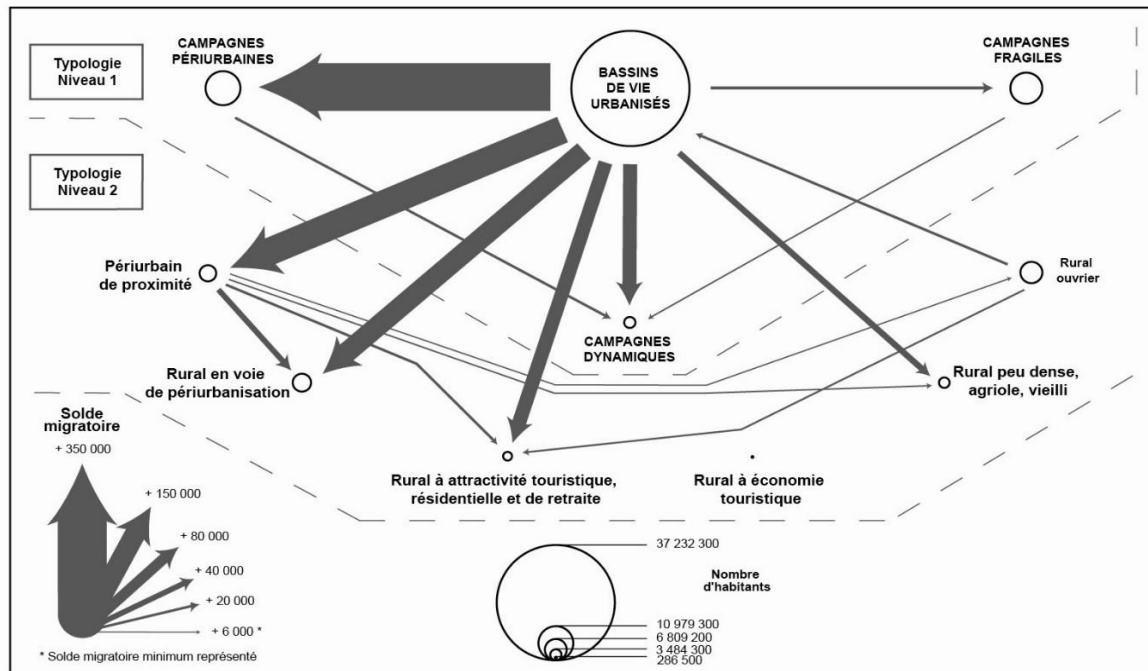 Typologie
Niveau 1
CAMPAGNES
PÉRIURBAINES
BASSINS
DE VIE
URBANISÉS
CAMPAGNES
FRAGILES
Typologie
Niveau 2
Périurbain
de proximité
Rural
ouvrier
CAMPAGNES
DYNAMIQUES
Rural en voie
de périurbanisation
Rural peu dense,
agriole, vieilli
Rural à attractivité touristique,
résidentielle et de retraite
Rural à économie
touristique
Solde
migratoire
+ 350 000
+ 150 000
+ 80 000
+ 40 000
+ 20 000
+ 6 000 *
* Solde migratoire minimum représenté
37 232 300
Nombre
d'habitants
10 979 300
6 809 200
3 484 300
286 500